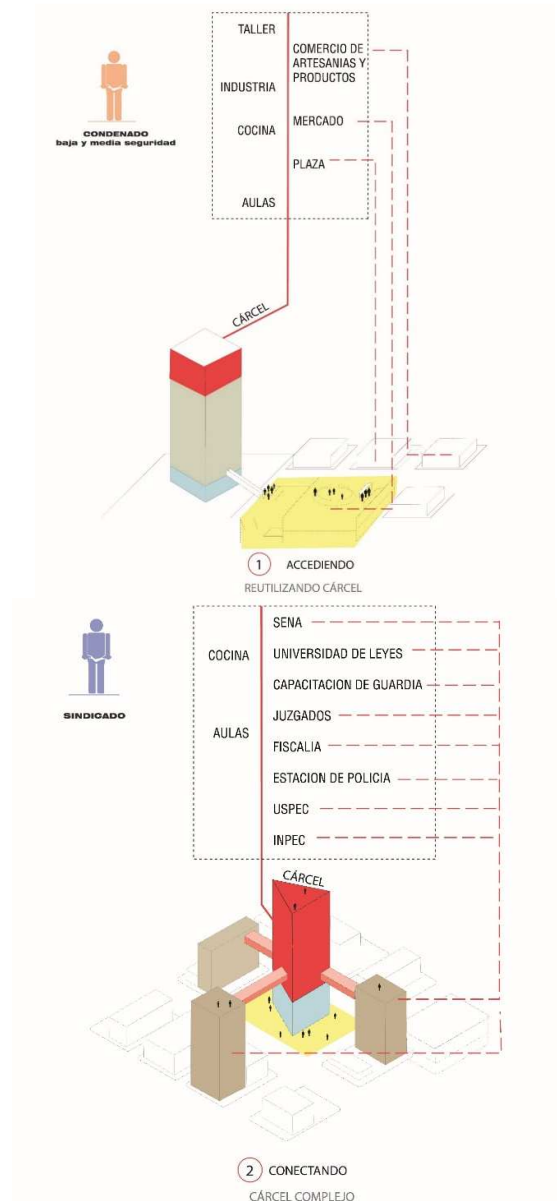 TALLER
COMERCIO DE
ARTESANIAS Y
PRODUCTOS
INDUSTRIA
CONDENADO
baja y media seguridad
COCINA
MERCADO
PLAZA
AULAS
CÁRCEL
1 ACCEDIENDO
REUTILIZANDO CÁRCEL
SINDICADO
COCINA
AULAS
SENA
UNIVERSIDAD DE LEYES
CAPACITACION DE GUARDIA
JUZGADOS
FISCALIA
ESTACION DE POLICIA
USPEC
INPEC
CÁRCEL
2 CONECTANDO
CÁRCEL COMPLEJO